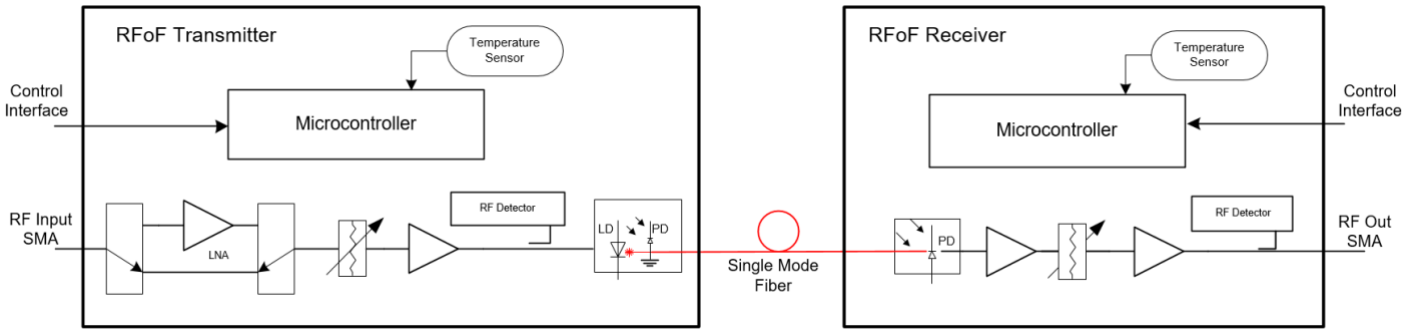 RFoF Transmitter
Temperature
Sensor
Control
Interface
Microcontroller
RF Input
SMA
LNA
RF Detector
LD
PD
Single Mode
Fiber
RFoF Receiver
Temperature
Sensor
Control
Interface
Microcontroller
PD
RF Detector
RF Out
SMA